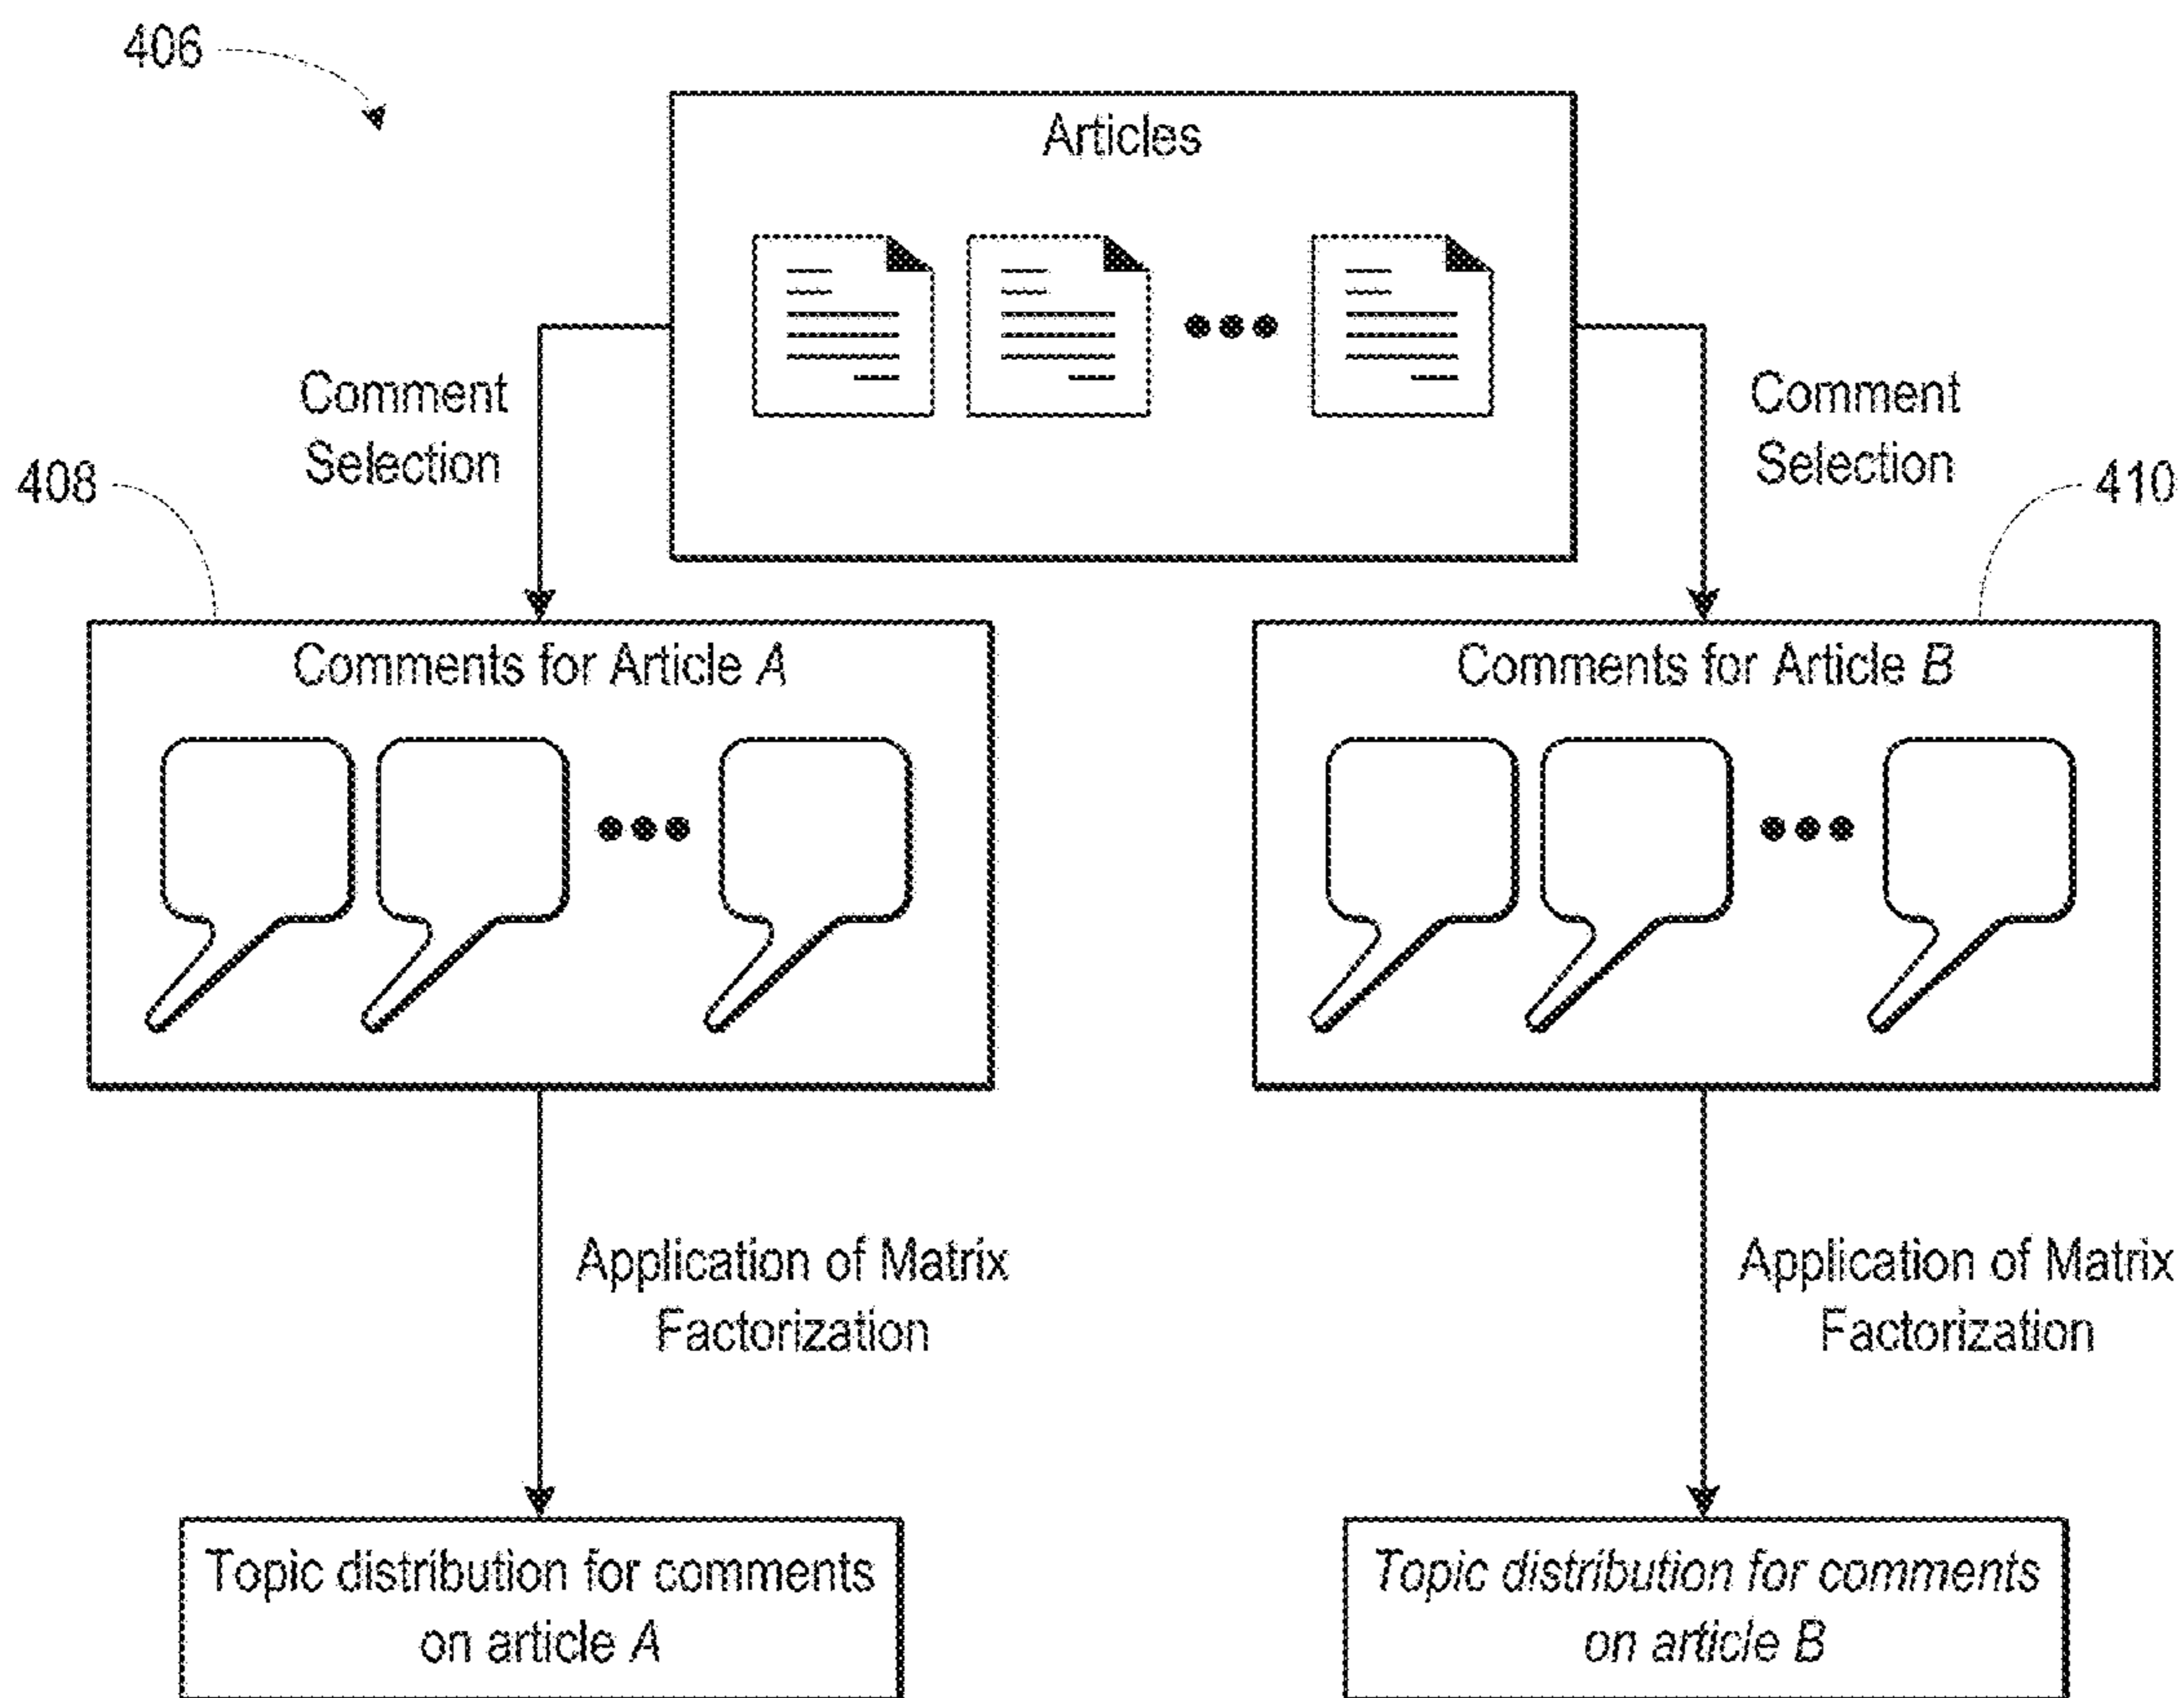 406
Articles
Comment
Selection
Comment
Selection
408
410
Comments for Article A
Comments for Article B
Application of Matrix
Factorization
Application of Matrix
Factorization
Topic distribution for comments
on article A
Topic distribution for comments
on article B